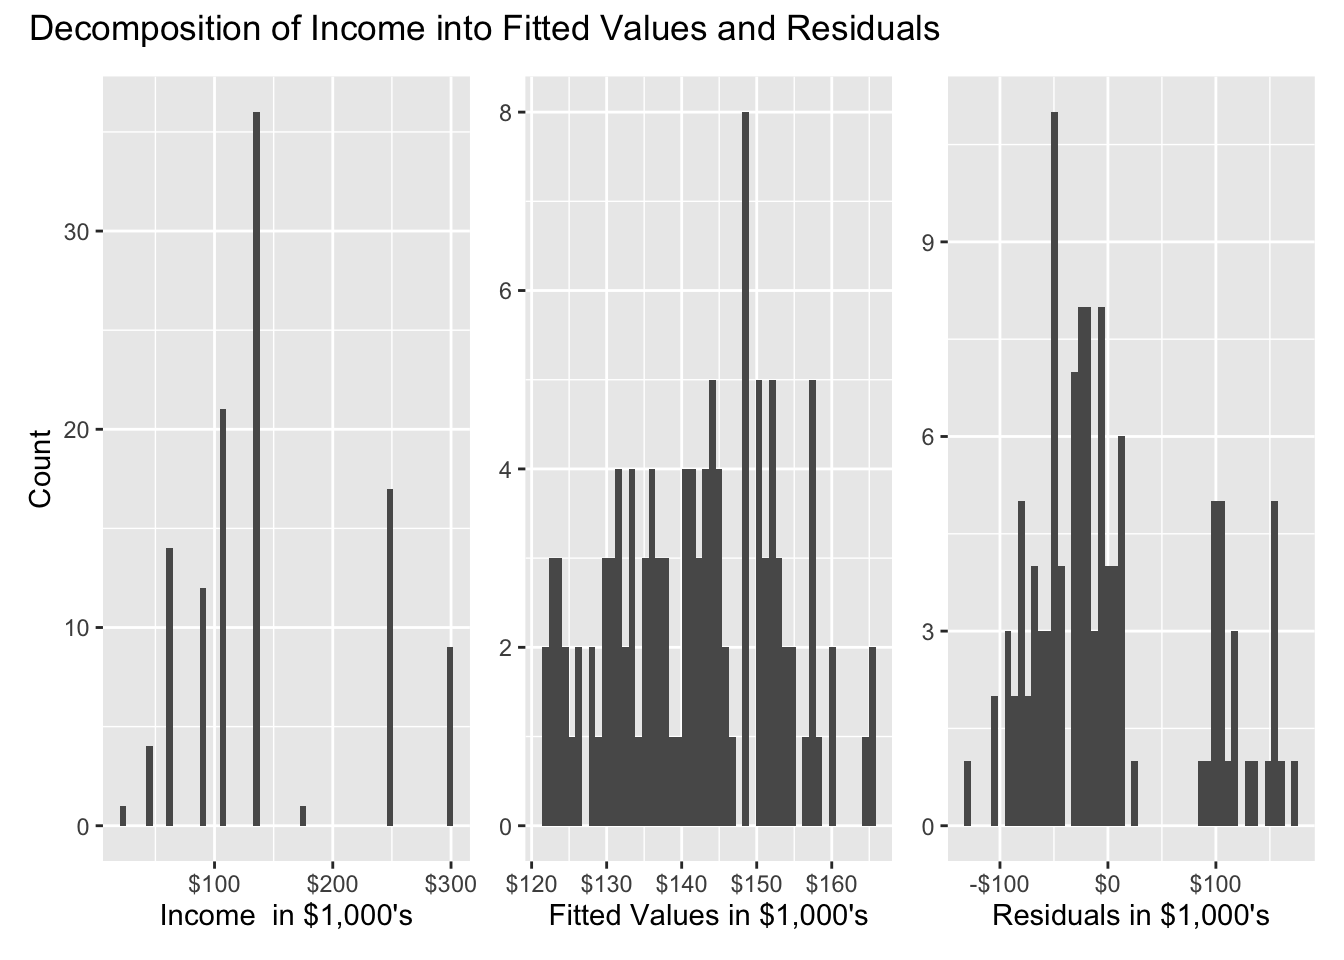 Decomposition of Income into Fitted Values and Residuals
Count
30
20
10
0
$100 $200 $300
Income  in $1,000's
8
6
4
2
0
$120 $130 $140 $150 $160
Fitted Values in $1,000's
9
6
3
0
-$100 $0 $100
Residuals in $1,000's